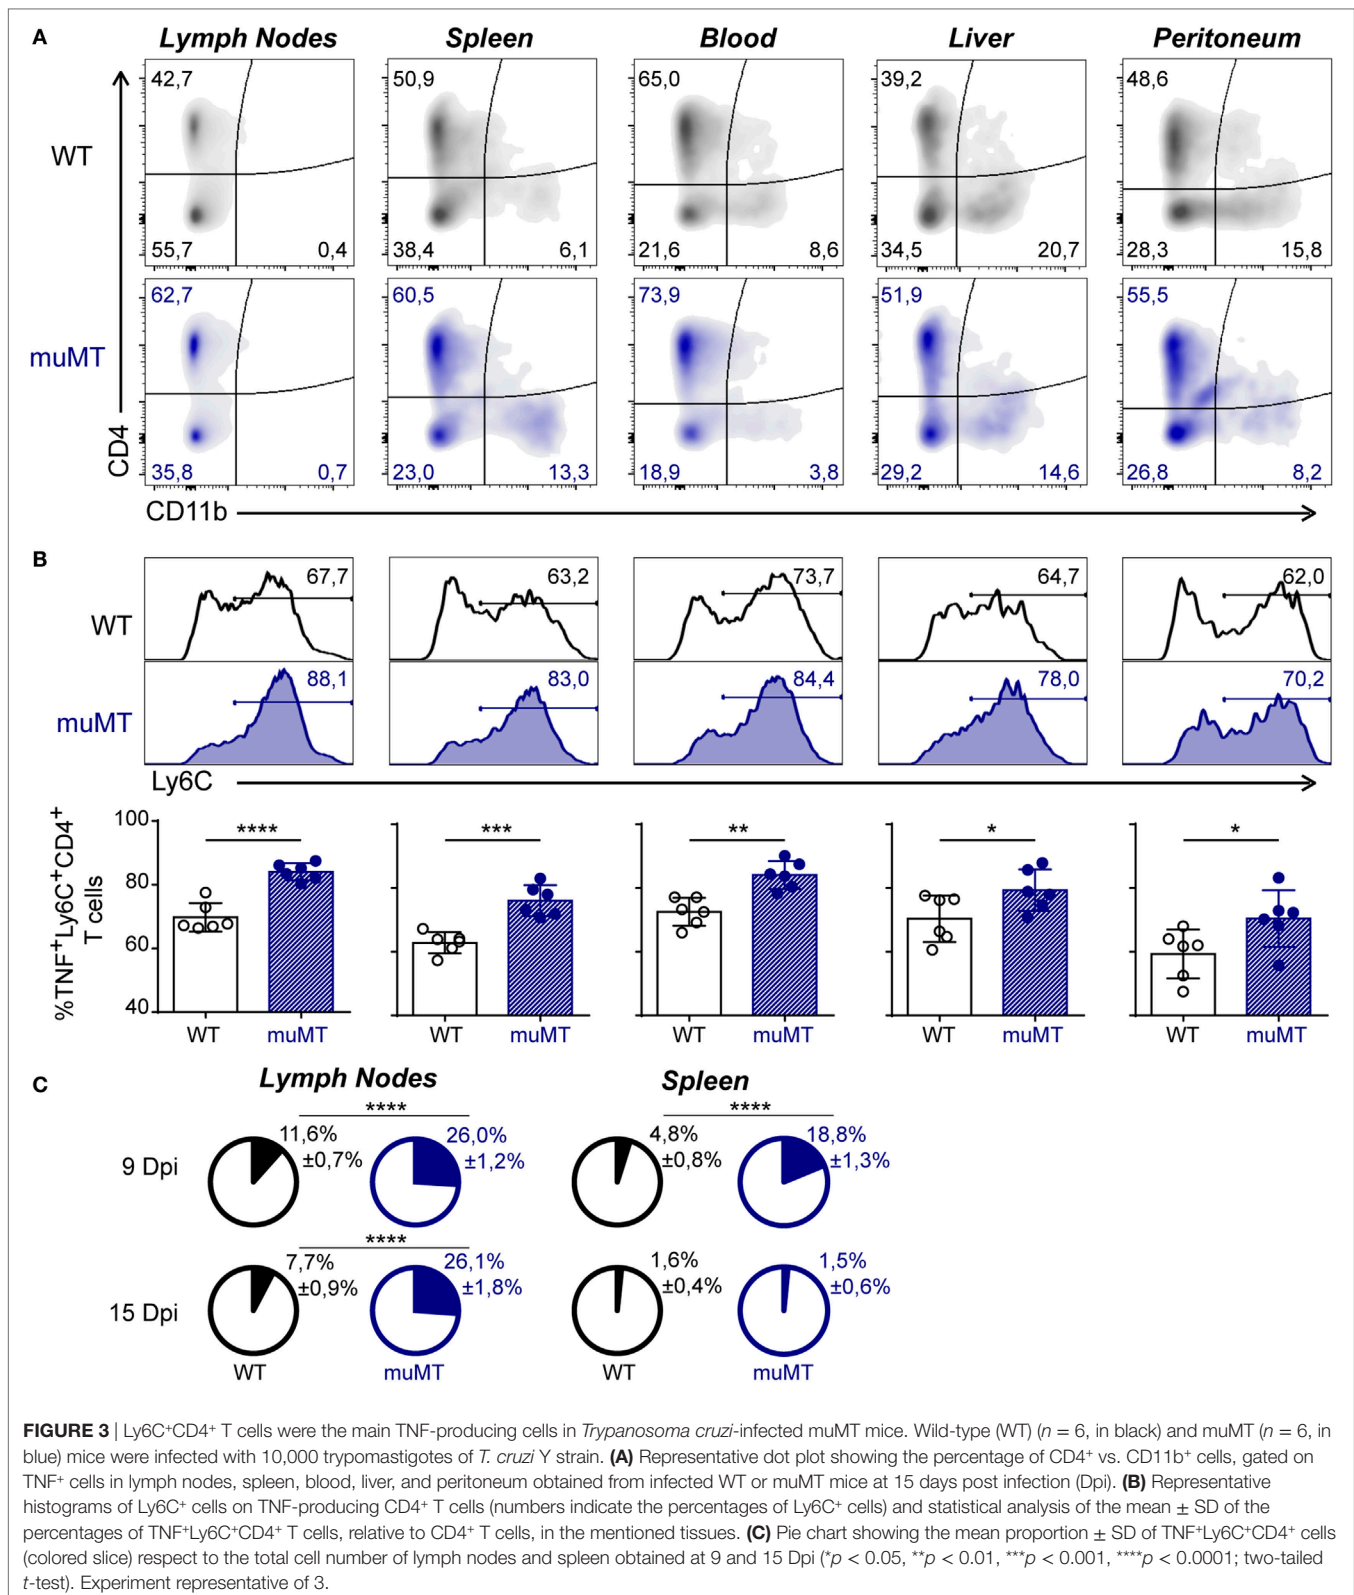 A
Lymph Nodes Spleen Blood Liver Peritoneum
WT
42,7 50,9 65,0 39,2 48,6
55,7 0,4 38,4 6,1 21,6 8,6 34,5 20,7 28,3 15,8
muMT
62,7 60,5 73,9 51,9 55,5
35,8 0,7 23,0 13,3 18,9 3,8 29,2 14,6 26,8 8,2
CD4
CD11b
B
WT
67,7 63,2 73,7 64,7 62,0
muMT
88,1 83,0 84,4 78,0 70,2
Ly6C
%TNF+Ly6C+CD4+
T cells
100
80
60
40
**** *** ** * *
WT muMT WT muMT WT muMT WT muMT WT muMT
C
Lymph Nodes Spleen
**** ****
9 Dpi
11,6% 26,0% 4,8% 18,8%
±0,7% ±1,2% ±0,8% ±1,3%
****
15 Dpi
7,7% 26,1% 1,6% 1,5%
±0,9% ±1,8% ±0,4% ±0,6%
WT muMT WT muMT
FIGURE 3 | Ly6C+CD4+ T cells were the main TNF-producing cells in Trypanosoma cruzi-infected muMT mice. Wild-type (WT) (n = 6, in black) and muMT (n = 6, in
blue) mice were infected with 10,000 trypomastigotes of T. cruzi Y strain. (A) Representative dot plot showing the percentage of CD4+ vs. CD11b+ cells, gated on
TNF+ cells in lymph nodes, spleen, blood, liver, and peritoneum obtained from infected WT or muMT mice at 15 days post infection (Dpi). (B) Representative
histograms of Ly6C+ cells on TNF-producing CD4+ T cells (numbers indicate the percentages of Ly6C+ cells) and statistical analysis of the mean ± SD of the
percentages of TNF+Ly6C+CD4+ T cells, relative to CD4+ T cells, in the mentioned tissues. (C) Pie chart showing the mean proportion ± SD of TNF+Ly6C+CD4+ cells
(colored slice) respect to the total cell number of lymph nodes and spleen obtained at 9 and 15 Dpi (*p < 0.05, **p < 0.01, ***p < 0.001, ****p < 0.0001; two-tailed
t-test). Experiment representative of 3.